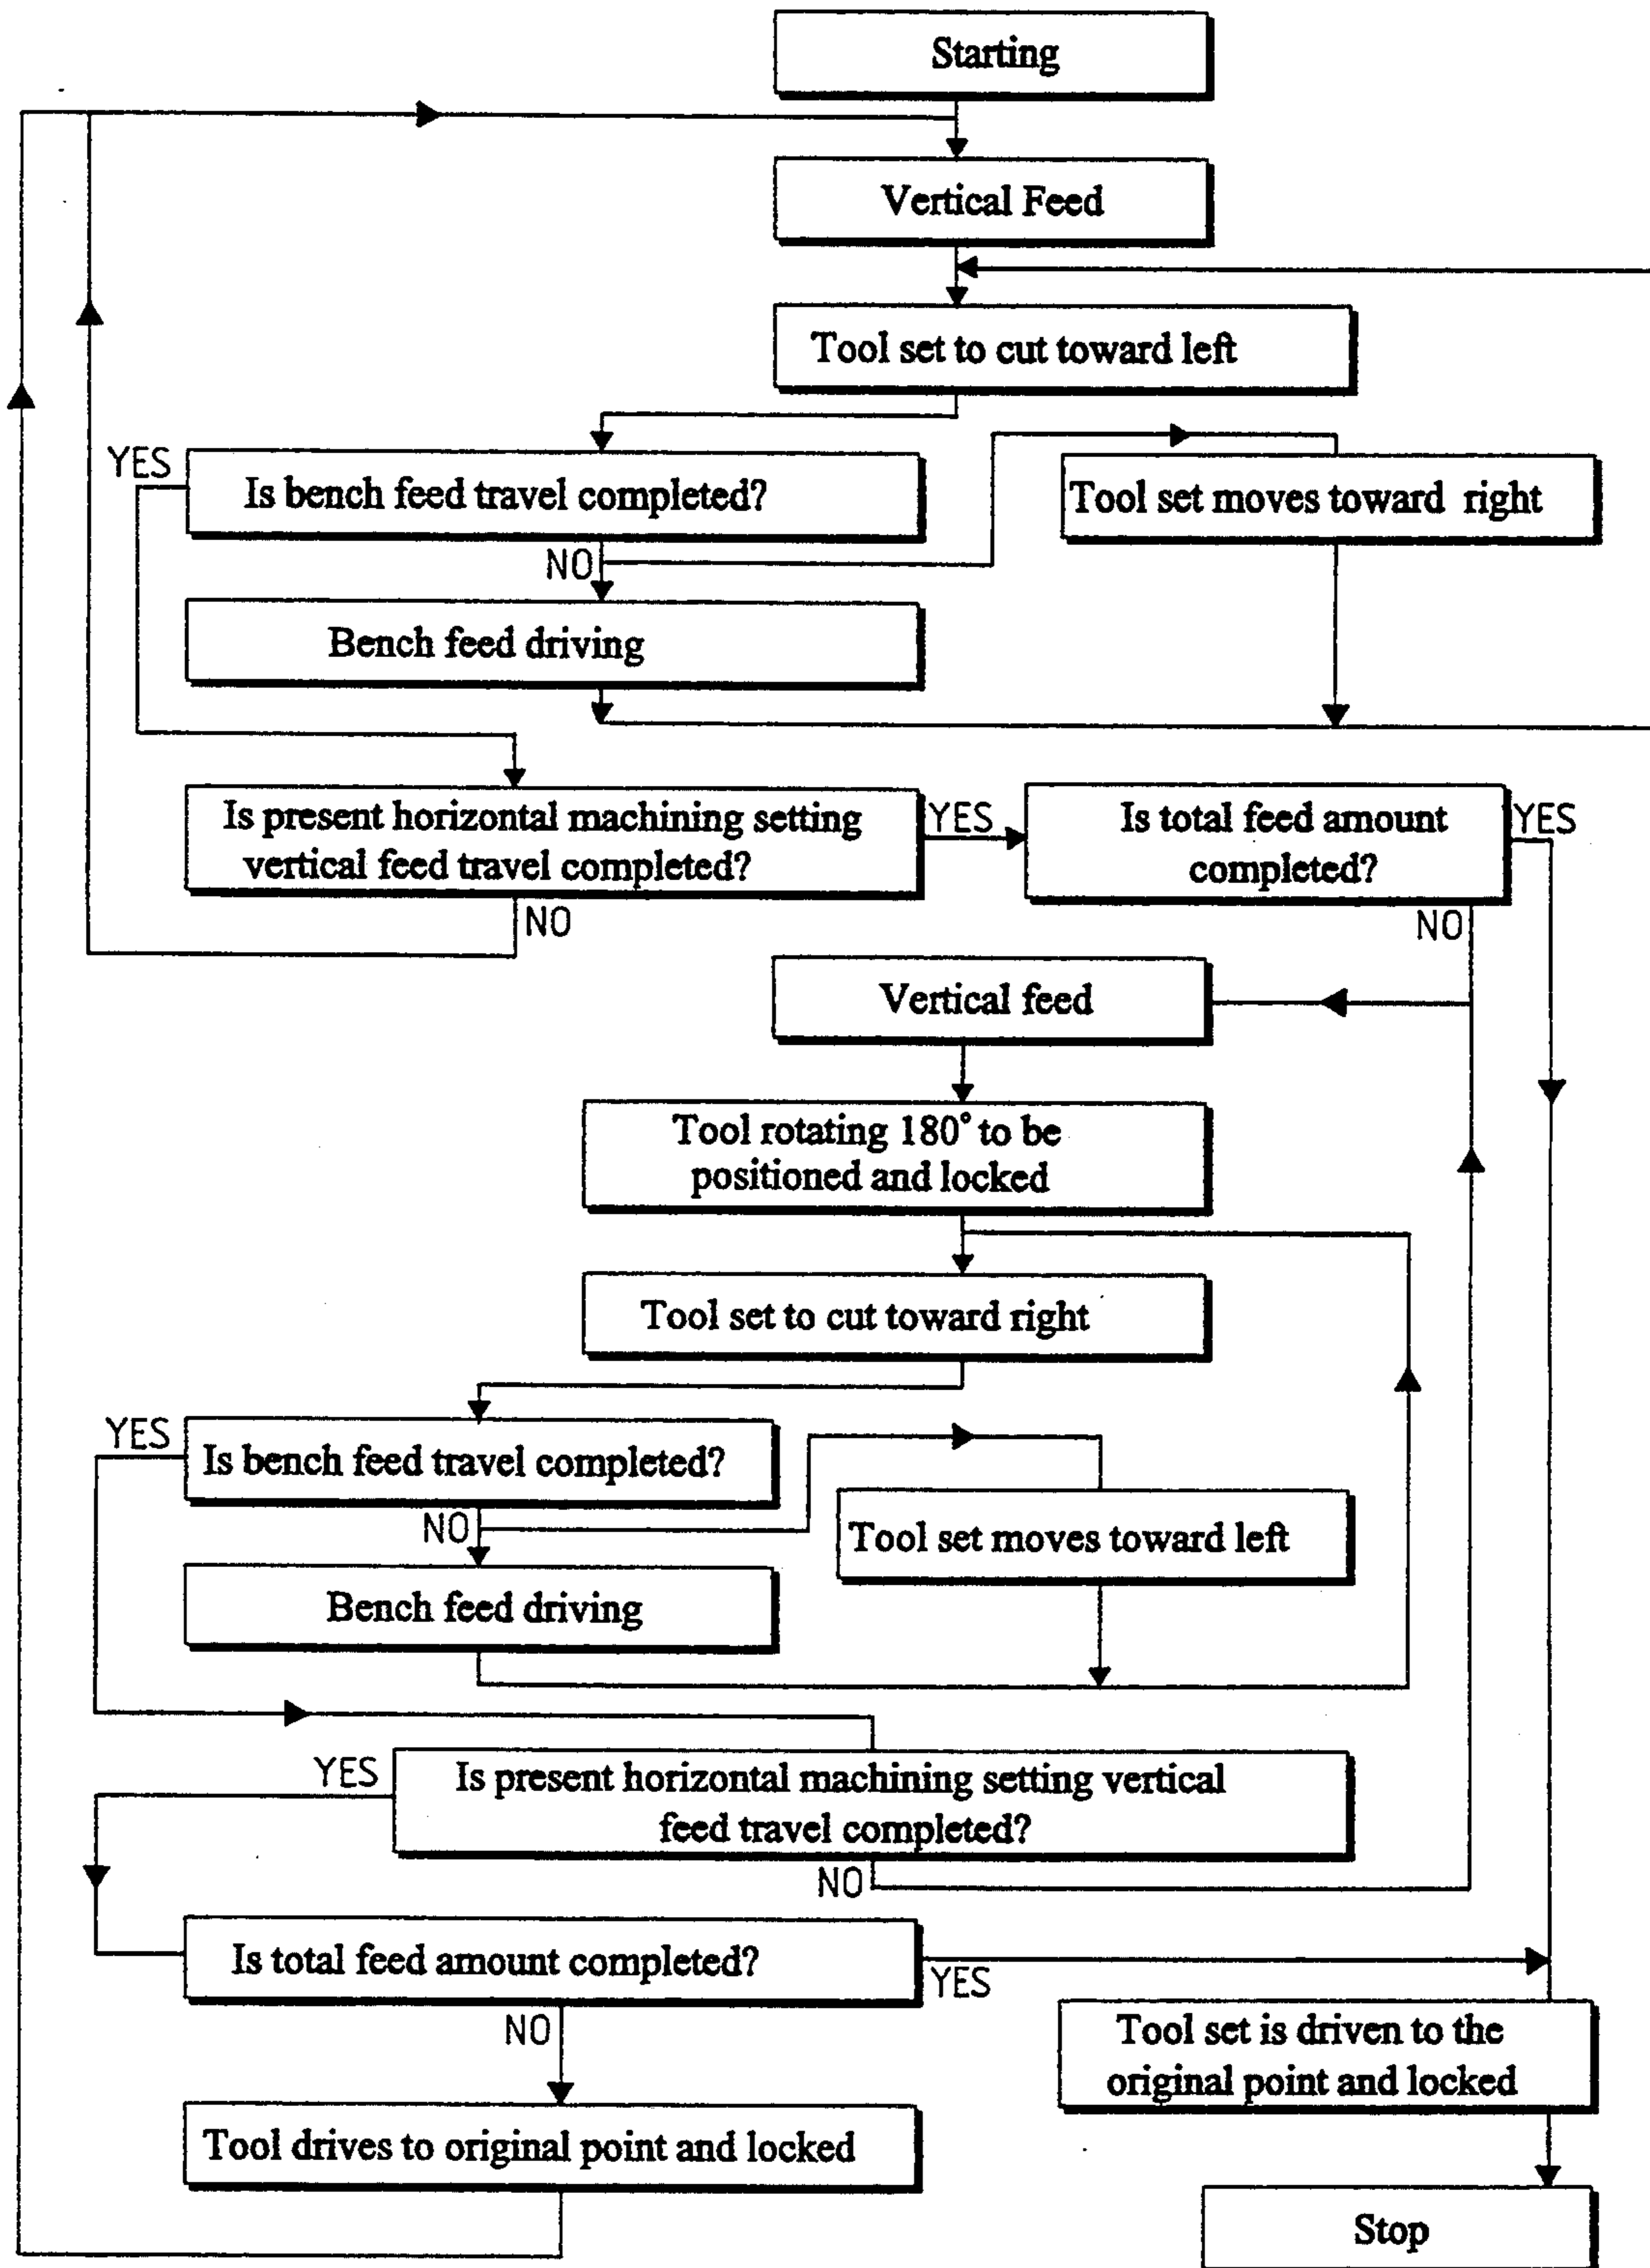 Starting
Vertical Feed
Tool set to cut toward left
YES
Is bench feed travel completed?
Tool set moves toward right
NO
Bench feed driving
Is present horizontal machining setting
vertical feed travel completed?
YES
Is total feed amount
completed?
YES
NO
NO
Vertical feed
Tool rotating 180° to be
positioned and locked
Tool set to cut toward right
YES
Is bench feed travel completed?
NO
Tool set moves toward left
Bench feed driving
YES
Is present horizontal machining setting vertical
feed travel completed?
NO
Is total feed amount completed?
YES
NO
Tool set is driven to the
original point and locked
Tool drives to original point and locked
Stop